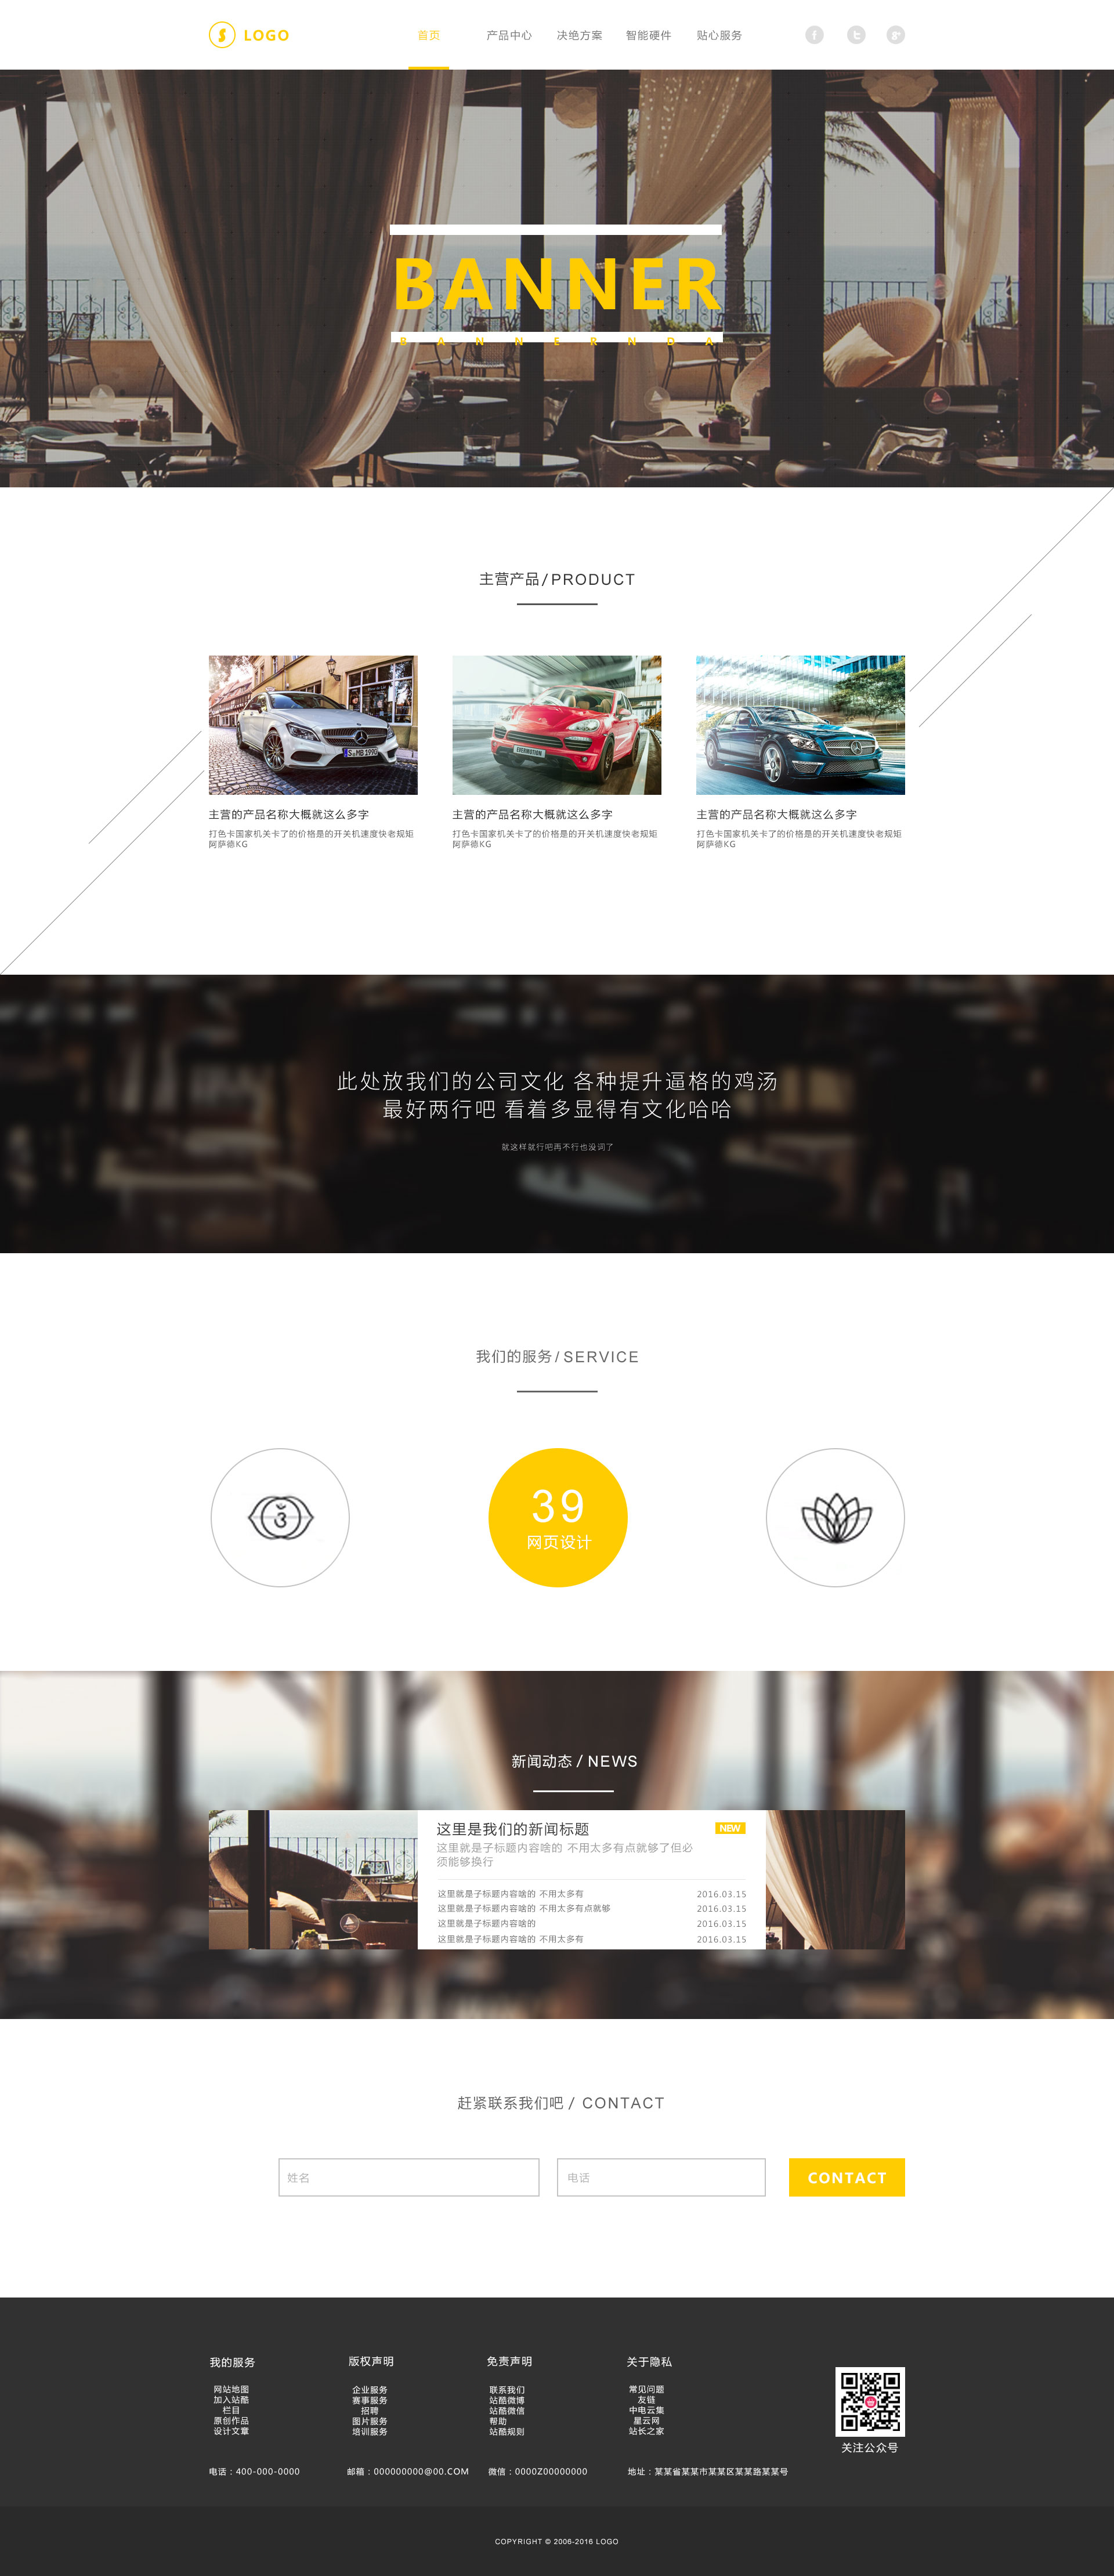 LOGO
首页 产品中心 决绝方案 智能硬件 贴心服务
BANNER
BANNERNDA
主营产品/PRODUCT
主营的产品名称大概就这么多字
打色卡国家机关卡了的价格是的开关机速度快老规矩
阿萨德KG
主营的产品名称大概就这么多字
打色卡国家机关卡了的价格是的开关机速度快老规矩
阿萨德KG
主营的产品名称大概就这么多字
打色卡国家机关卡了的价格是的开关机速度快老规矩
阿萨德KG
此处放我们的公司文化 各种提升逼格的鸡汤
最好两行吧 看着多显得有文化哈哈
就这样就行吧再不行也没词了
我们的服务/SERVICE
39
网页设计
新闻动态 / NEWS
这里是我们的新闻标题
NEW
这里就是子标题内容啥的 不用太多有点就够了但必
须能够换行
这里就是子标题内容啥的 不用太多有 2016.03.15
这里就是子标题内容啥的 不用太多有点就够 2016.03.15
这里就是子标题内容啥的 2016.03.15
这里就是子标题内容啥的 不用太多有 2016.03.15
赶紧联系我们吧 / CONTACT
姓名
电话
CONTACT
我的服务
网站地图
加入站酷
栏目
原创作品
设计文章
版权声明
企业服务
赛事服务
招聘
图片服务
培训服务
免责声明
联系我们
站酷微博
站酷微信
帮助
站酷规则
关于隐私
常见问题
友链
中电云集
星云网
站长之家
关注公众号
电话：400-000-0000
邮箱：000000000@00.COM
微信：0000Z00000000
地址：某某省某某市某某区某某路某某号
COPYRIGHT © 2006-2016 LOGO